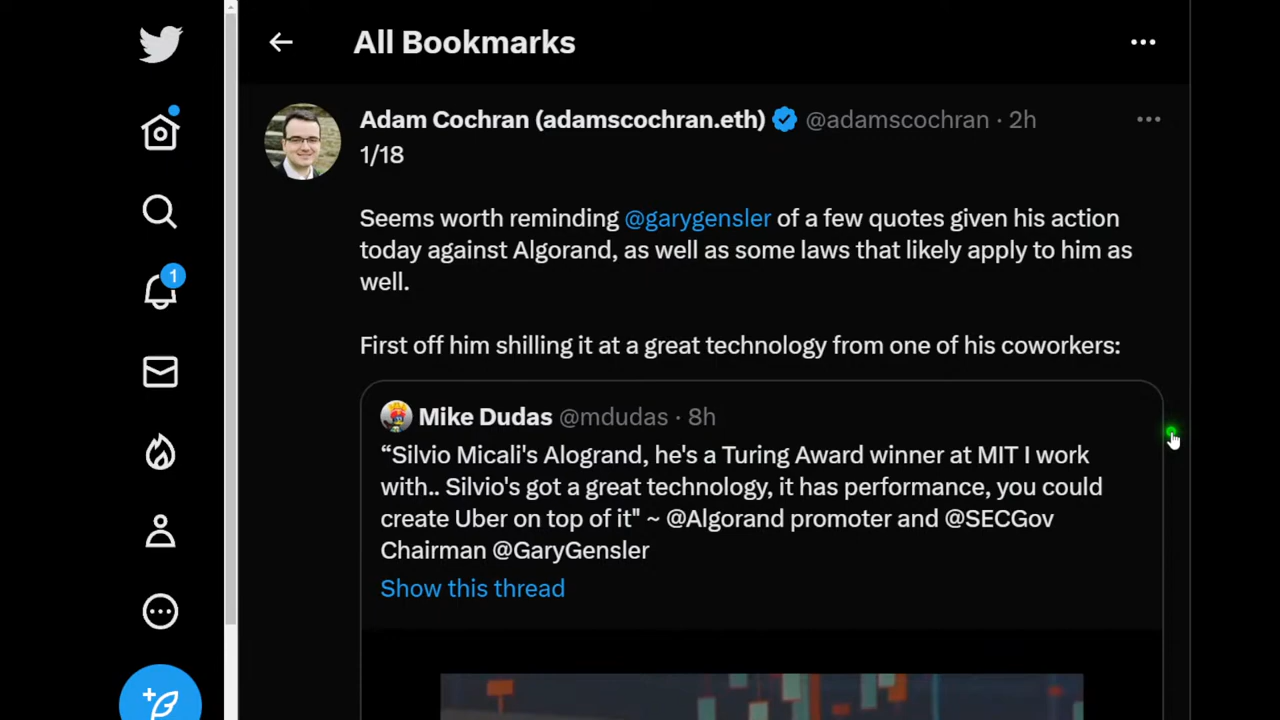 All Bookmarks
Adam Cochran (adamscochran.eth) @adamscochran · 2h
1/18
Seems worth reminding @garygensler of a few quotes given his action
today against Algorand, as well as some laws that likely apply to him as
well.
First off him shilling it at a great technology from one of his coworkers:
1
Mike Dudas @mdudas · 8h
“Silvio Micali's Alogrand, he's a Turing Award winner at MIT I work
with.. Silvio's got a great technology, it has performance, you could
create Uber on top of it" ~ @Algorand promoter and @SECGov
Chairman @GaryGensler
Show this thread